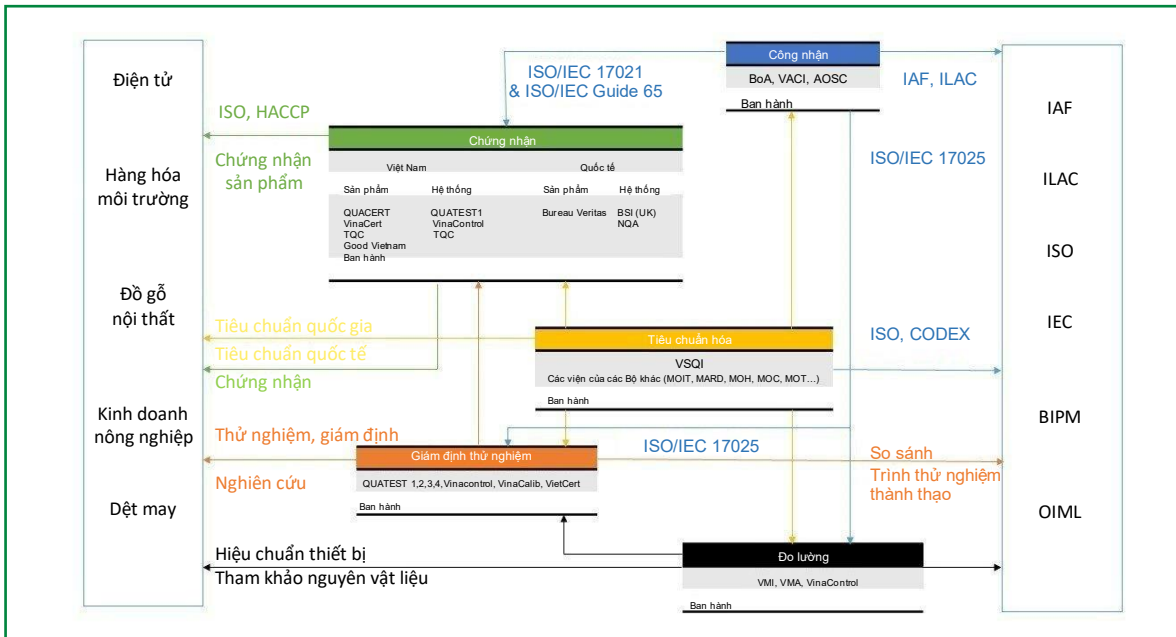 Điện tử
Hàng hóa
môi trường
Đồ gỗ
nội thất
Kinh doanh
nông nghiệp
Dệt may
Công nhận
BoA, VACI, AOSC
Ban hành
ISO/IEC 17021
& ISO/IEC Guide 65
IAF, ILAC
ISO/IEC 17025
ISO, HACCP
Chứng nhận
sản phẩm
Chứng nhận
Việt Nam
Quốc tế
Sản phẩm
Hệ thống
Sản phẩm
Hệ thống
QUACERT
VinaCert
TQC
Good Vietnam
Ban hành
QUATEST1
VinaControl
TQC
Bureau Veritas
BSI (UK)
NQA
Tiêu chuẩn quốc gia
Tiêu chuẩn quốc tế
Chứng nhận
Tiêu chuẩn hóa
VSQI
Các viện của các Bộ khác (MOIT, MARD, MOH, MOC, MOT...)
Ban hành
ISO, CODEX
Thử nghiệm, giám định
Nghiên cứu
Giám định thử nghiệm
QUATEST 1,2,3,4,Vinacontrol, VinaCalib, VietCert
Ban hành
ISO/IEC 17025
So sánh
Trình thử nghiệm
thành thạo
Hiệu chuẩn thiết bị
Tham khảo nguyên vật liệu
Đo lường
VMI, VMA, VinaControl
Ban hành
IAF
ILAC
ISO
IEC
BIPM
OIML